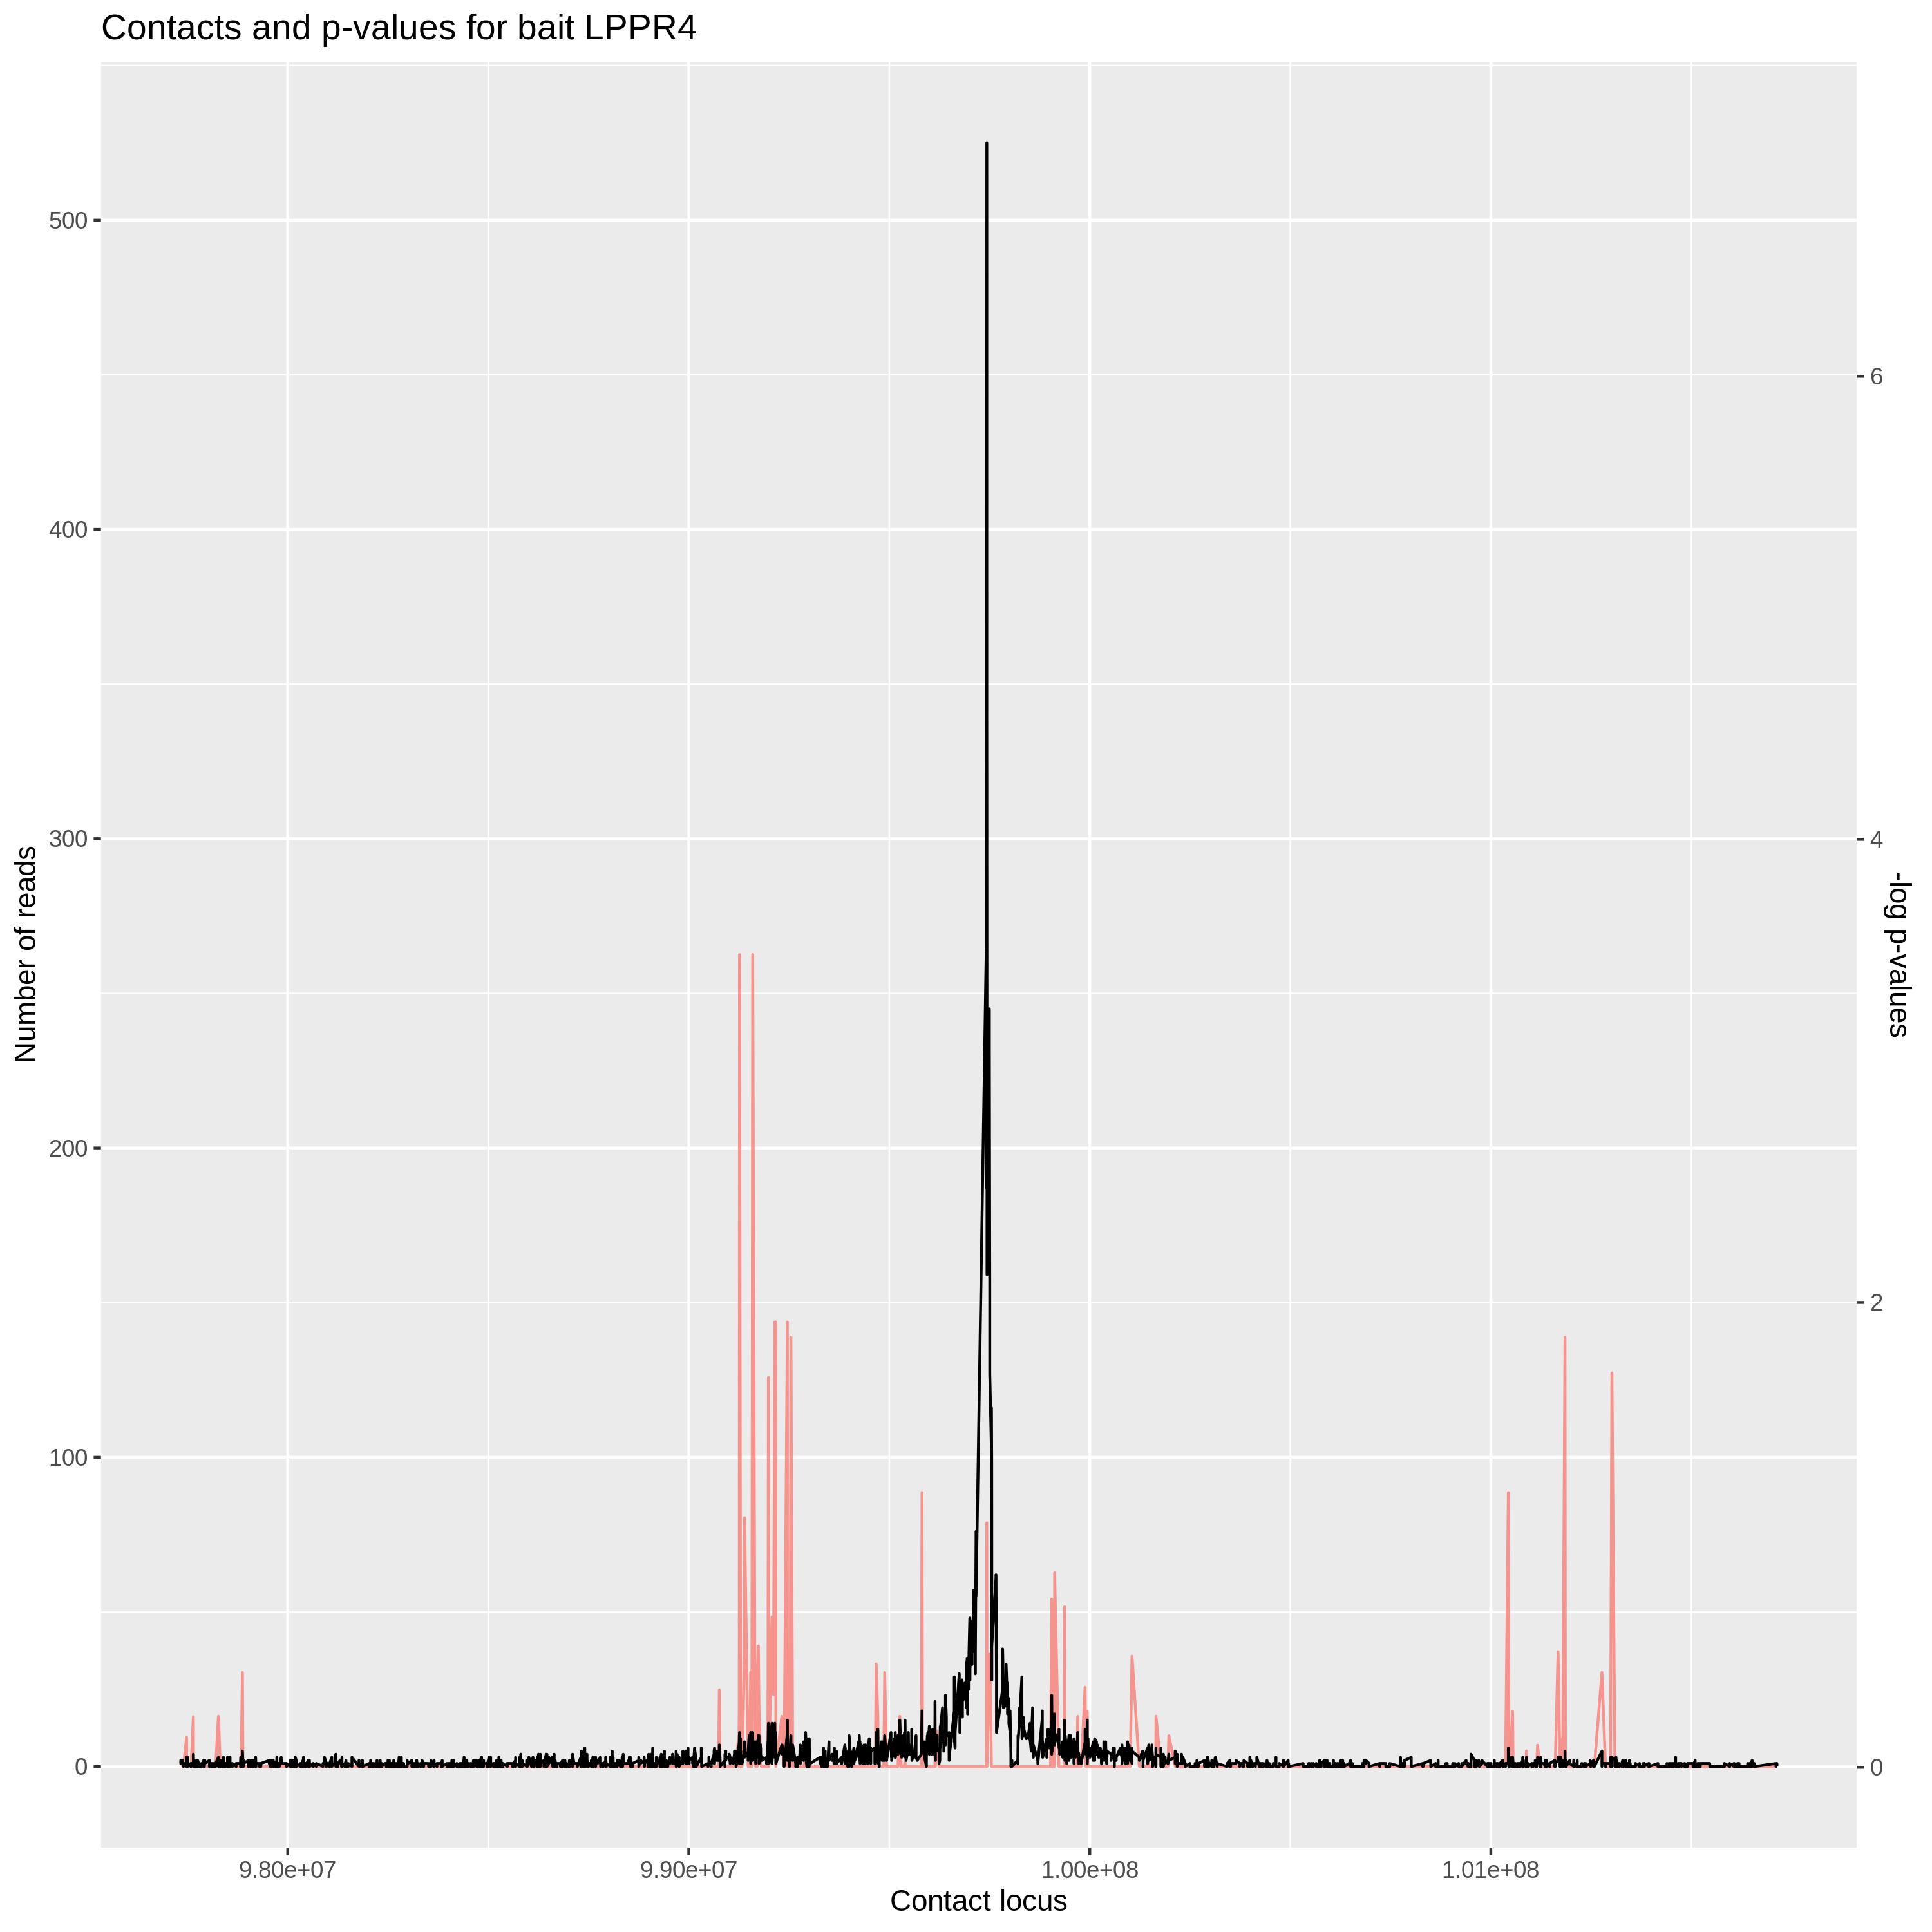 Contacts and p-values for bait LPPR4
500
400
300
200
100
0
6
4
2
0
Number of reads
-log p-values
9.80e+07
9.90e+07
1.00e+08
1.01e+08
Contact locus